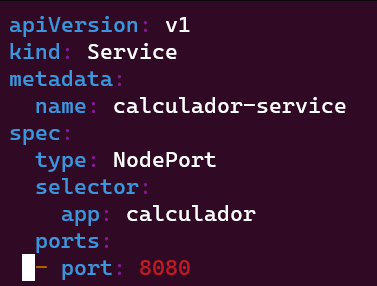 apiVersion: v1
kind: Service
metadata:
  name: calculador-service
spec:
  type: NodePort
  selector:
    app: calculador
  ports:
  - port: 8080